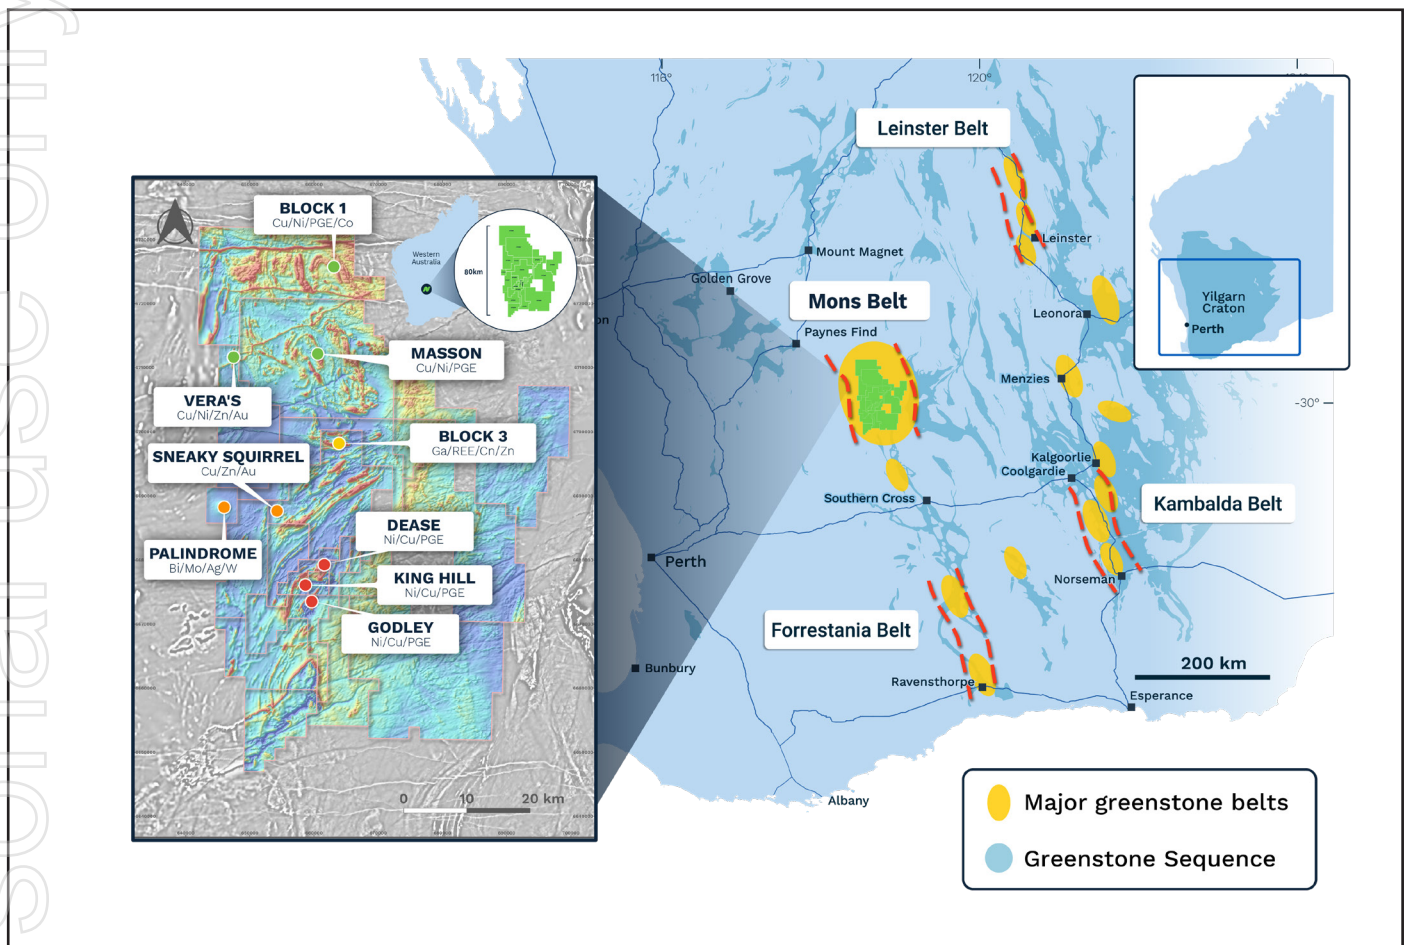 116°
120°
Leinster Belt
Leinster
Mount Magnet
Golden Grove
Mons Belt
Paynes Find
Leonora
Menzies
-30°
Kalgoorlie
Coolgardie
Southern Cross
Kambalda Belt
Perth
Norseman
Forrestania Belt
Bunbury
Ravensthorpe
200 km
Esperance
Albany
Yilgarn
Craton
Perth
Major greenstone belts
Greenstone Sequence
BLOCK 1
Cu/Ni/PGE/Co
Western
Australia
80km
MASSON
Cu/Ni/PGE
VERA'S
Cu/Ni/Zn/Au
BLOCK 3
Ga/REE/Cn/Zn
SNEAKY SQUIRREL
Cu/Zn/Au
DEASE
Ni/Cu/PGE
PALINDROME
Bi/Mo/Ag/W
KING HILL
Ni/Cu/PGE
GODLEY
Ni/Cu/PGE
0 10 20 km